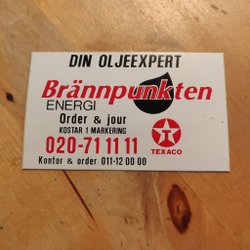 DIN OLJEEXPERT
Brännpunkten
ENERGI
Order & jour
KOSTAR 1 MARKERING
020-71 11 11
T
TEXACO
Kontor & order 011-12 00 00